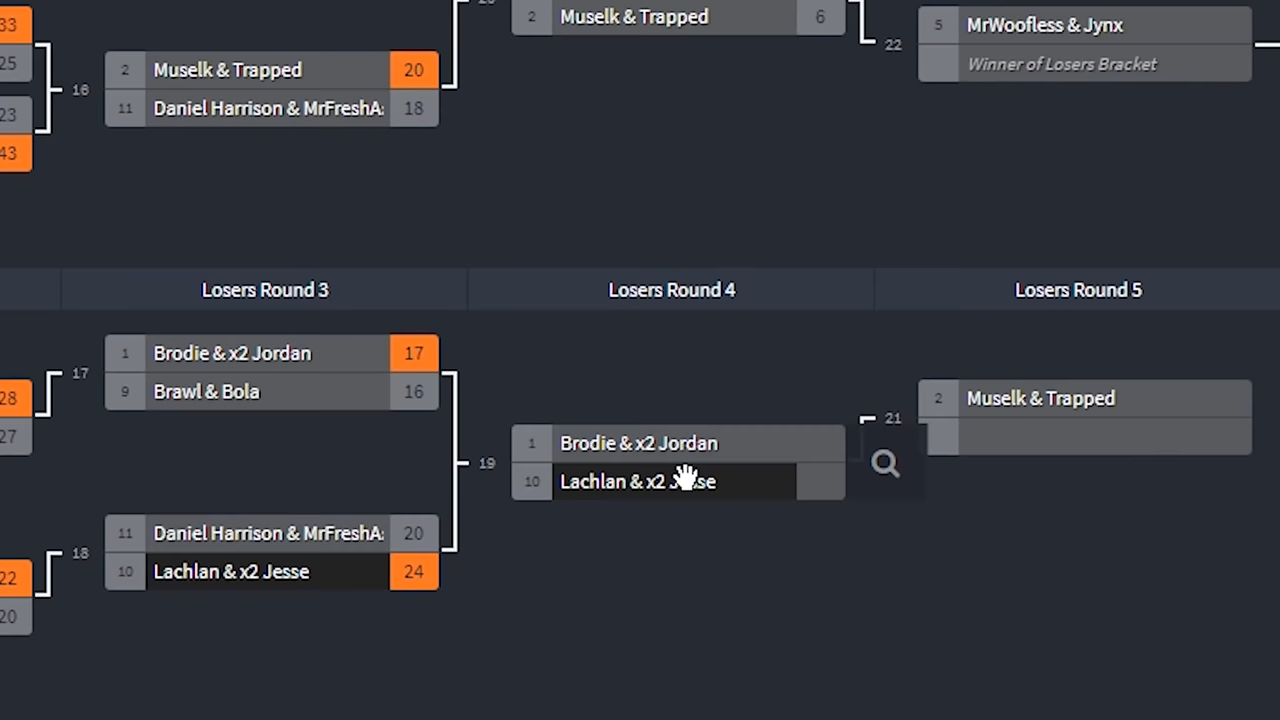 33
25
23
43
16
2 Muselk & Trapped 20
11 Daniel Harrison & MrFreshA 18
2 Muselk & Trapped 6
22
5 MrWoofless & Jynx
Winner of Losers Bracket
Losers Round 3
Losers Round 4
Losers Round 5
28
27
17
1 Brodie & x2 Jordan 17
9 Brawl & Bola 16
22
20
18
11 Daniel Harrison & MrFreshA 20
10 Lachlan & x2 Jesse 24
19
1 Brodie & x2 Jordan
10 Lachlan & x2 J sse
21
2 Muselk & Trapped